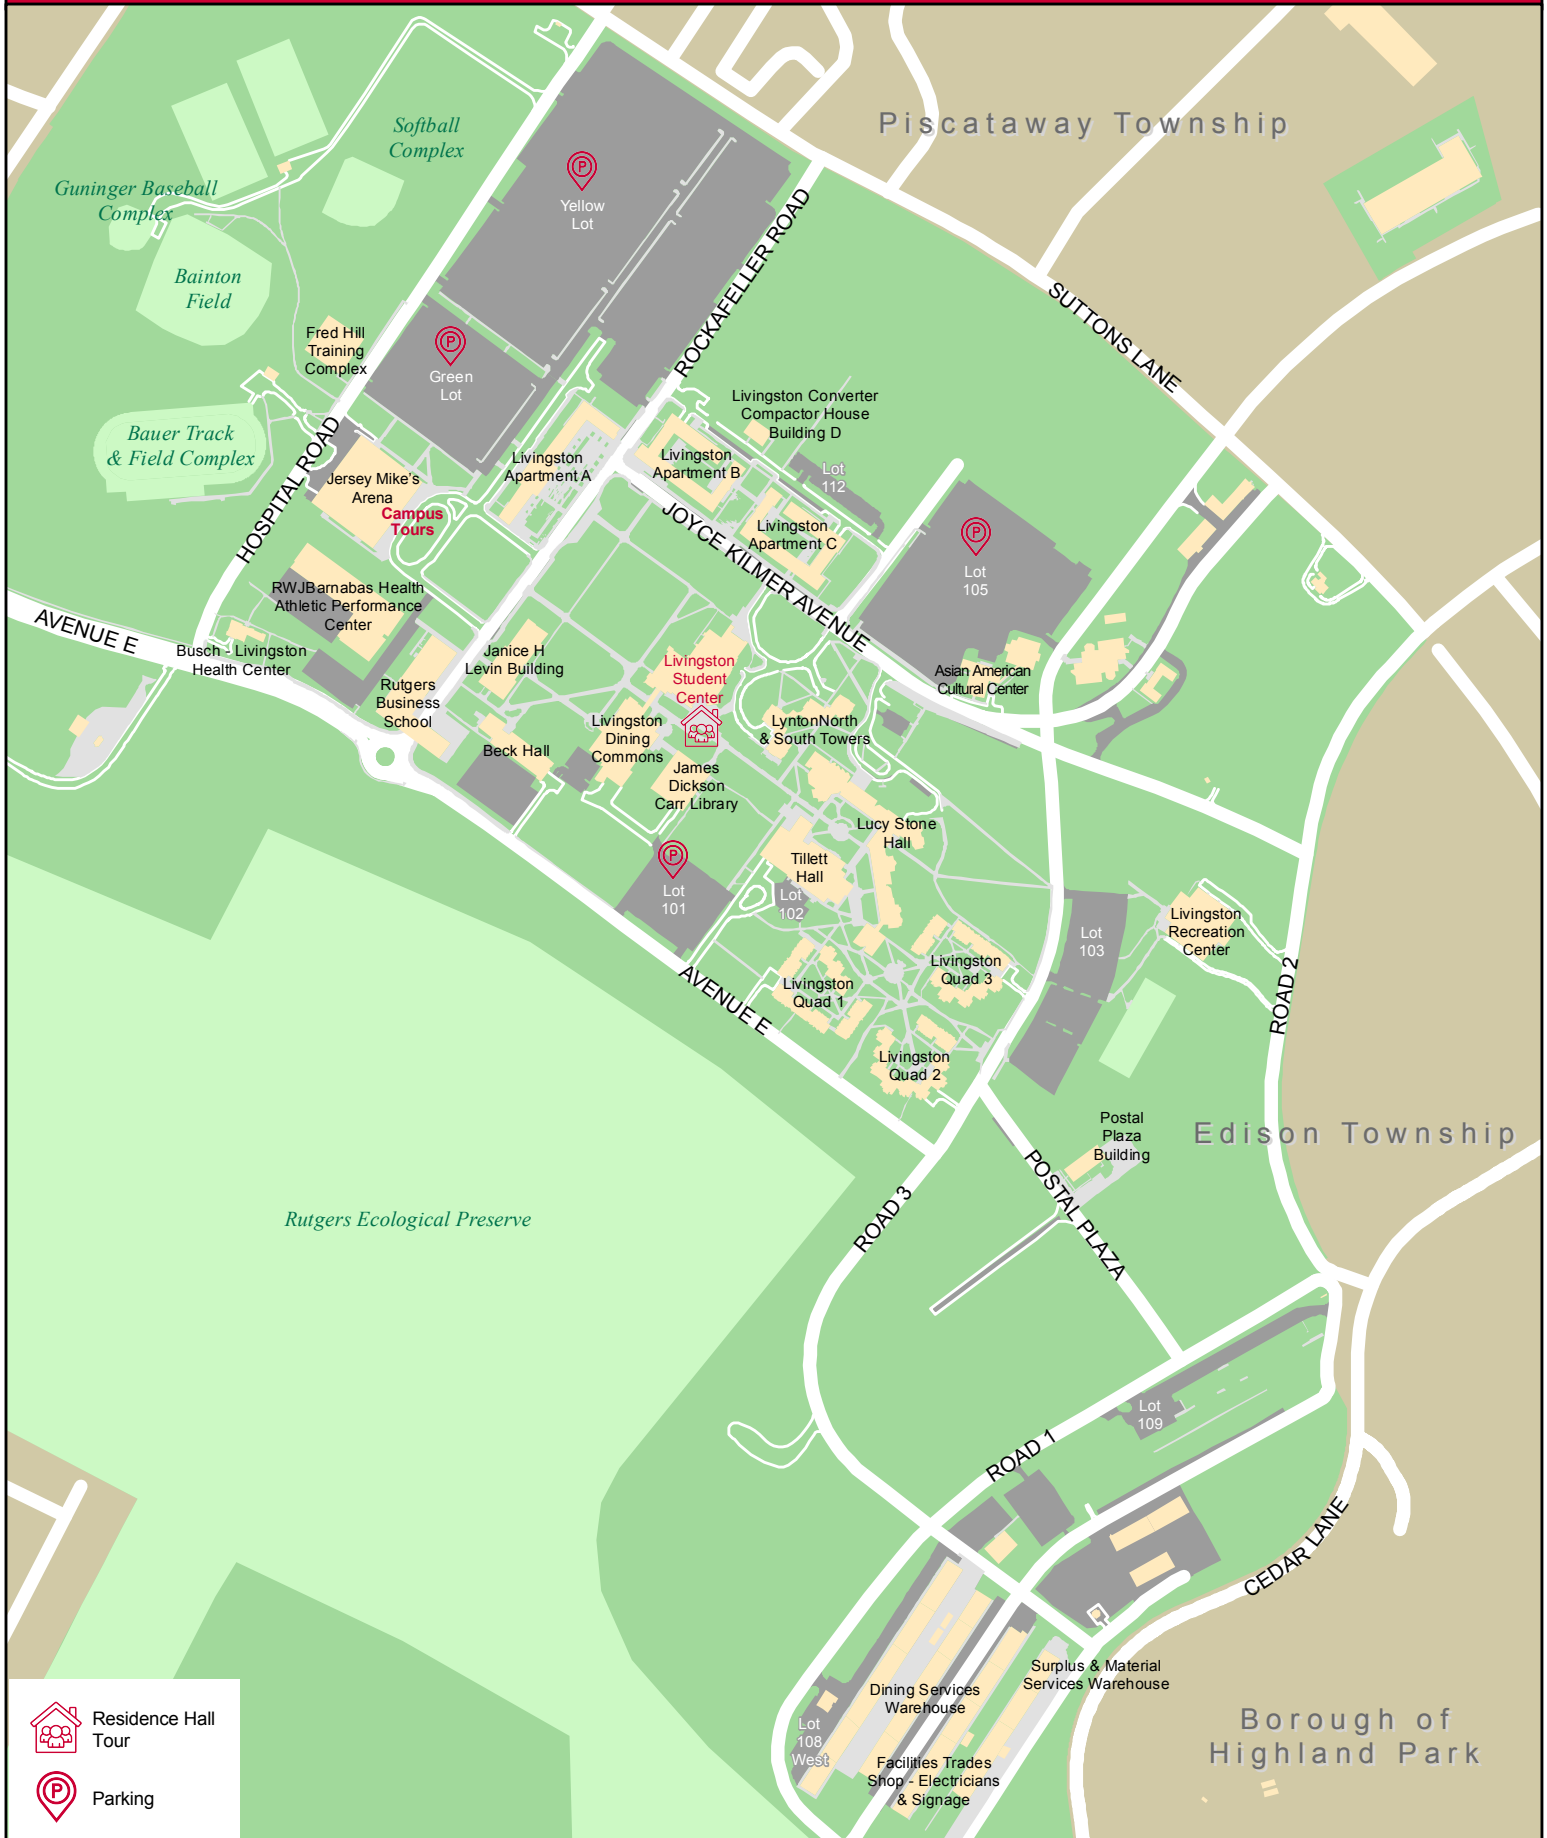 Piscataway Township
Softball
Complex
Guninger Baseball
Complex
Yellow
Lot
Bainton
Field
ROCKAFELLER ROAD
SUTTONS LANE
Fred Hill
Training
Complex
Green
Lot
Livingston Converter
Compactor House
Building D
Bauer Track
& Field Complex
HOSPITAL ROAD
Livingston
Apartment A
Livingston
Apartment B
Lot
112
Jersey Mike's
Arena
Campus
Tours
JOYCE KILMER AVENUE
Livingston
Apartment C
Lot
105
RWJBarnabas Health
Athletic Performance
Center
AVENUE E
Busch - Livingston
Health Center
Janice H
Levin Building
Livingston
Student
Center
Asian American
Cultural Center
Rutgers
Business
School
Beck Hall
Livingston
Dining
Commons
LyntonNorth
& South Towers
James
Dickson
Carr Library
Lucy Stone
Hall
Tillett
Hall
Lot
101
Lot
102
Livingston
Recreation
Center
Lot
103
Livingston
Quad 3
Livingston
Quad 1
AVENUE E
ROAD 2
Livingston
Quad 2
Postal
Plaza
Building
Edison Township
POSTAL PLAZA
ROAD 3
Rutgers Ecological Preserve
Lot
109
ROAD 1
CEDAR LANE
Surplus & Material
Services Warehouse
Dining Services
Warehouse
Lot
108
West
Facilities Trades
Shop - Electricians
& Signage
Borough of
Highland Park
Residence Hall
Tour
P
Parking
P
P
P
P